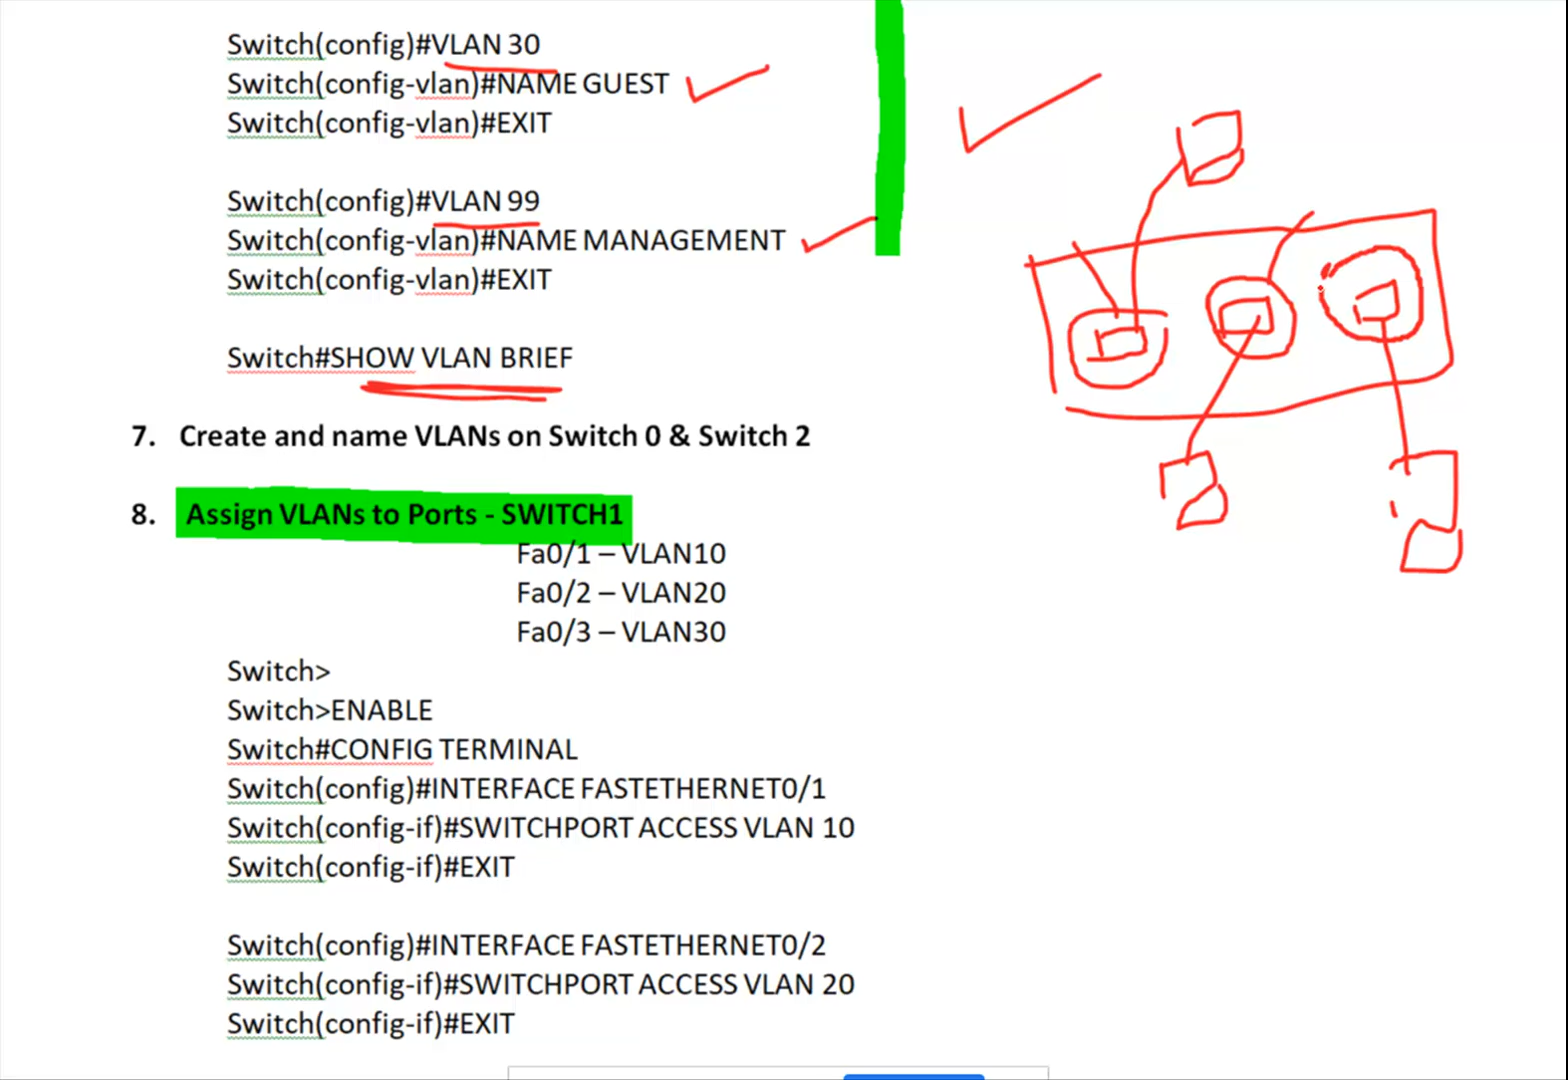 Switch(config)#VLAN 30
Switch(config-vlan)#NAME GUEST
Switch(config-vlan)#EXIT
Switch(config)#VLAN 99
Switch(config-vlan)#NAME MANAGEMENT
Switch(config-vlan)#EXIT
Switch#SHOW VLAN BRIEF
7. Create and name VLANs on Switch 0 & Switch 2
8. Assign VLANs to Ports - SWITCH1
Fa0/1 – VLAN10
Fa0/2 – VLAN20
Fa0/3 – VLAN30
Switch>
Switch>ENABLE
Switch#CONFIG TERMINAL
Switch(config)#INTERFACE FASTETHERNET0/1
Switch(config-if)#SWITCHPORT ACCESS VLAN 10
Switch(config-if)#EXIT
Switch(config)#INTERFACE FASTETHERNET0/2
Switch(config-if)#SWITCHPORT ACCESS VLAN 20
Switch(config-if)#EXIT